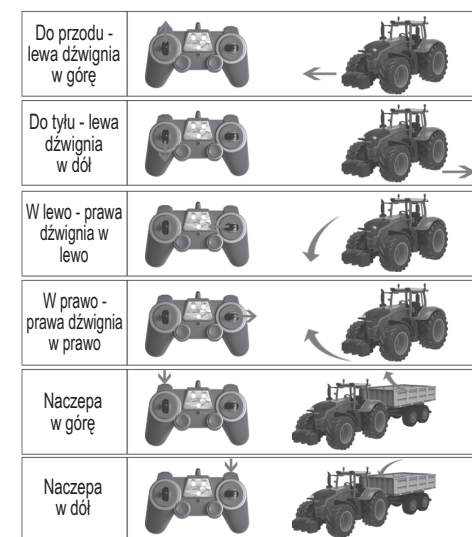 Do przodu -
lewa dźwignia
w górę
Do tyłu - lewa
dźwignia
w dół
W lewo - prawa
dźwignia w
lewo
W prawo -
prawa dźwignia
w prawo
Naczepa
w górę
Naczepa
w dół